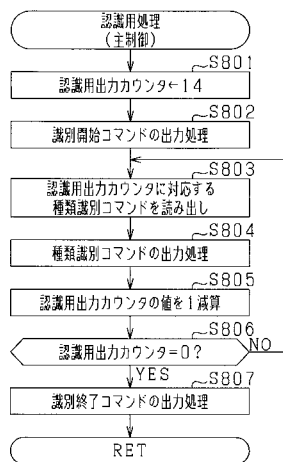 認識用処理
(主制御)
S801
認識用出力カウンタ←14
S802
識別開始コマンドの出力処理
S803
認識用出力カウンタに対応する
種類識別コマンドを読み出し
S804
種類識別コマンドの出力処理
S805
認識用出力カウンタの値を1減算
S806
認識用出力カウンタ=0?
NO
YES
S807
識別終了コマンドの出力処理
RET